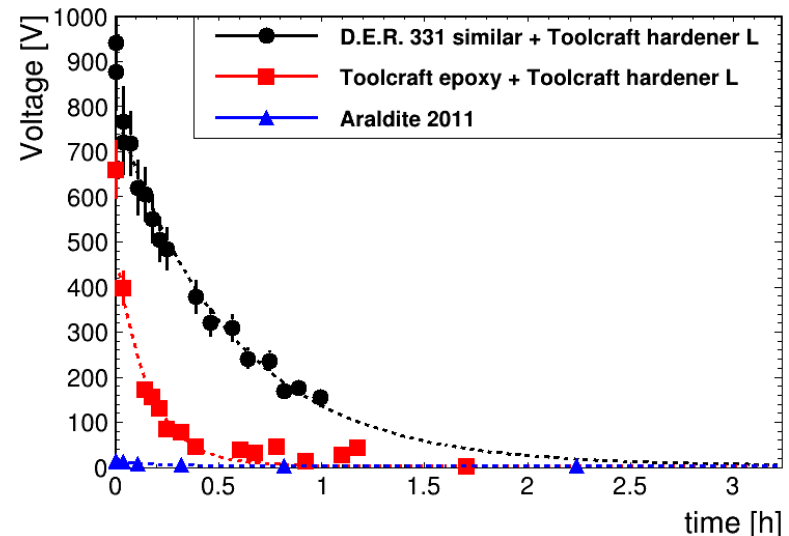 Voltage [V]
1000
900
800
700
600
500
400
300
200
100
0
D.E.R. 331 similar + Toolcraft hardener L
Toolcraft epoxy + Toolcraft hardener L
Araldite 2011
0 0.5 1 1.5 2 2.5 3
time [h]